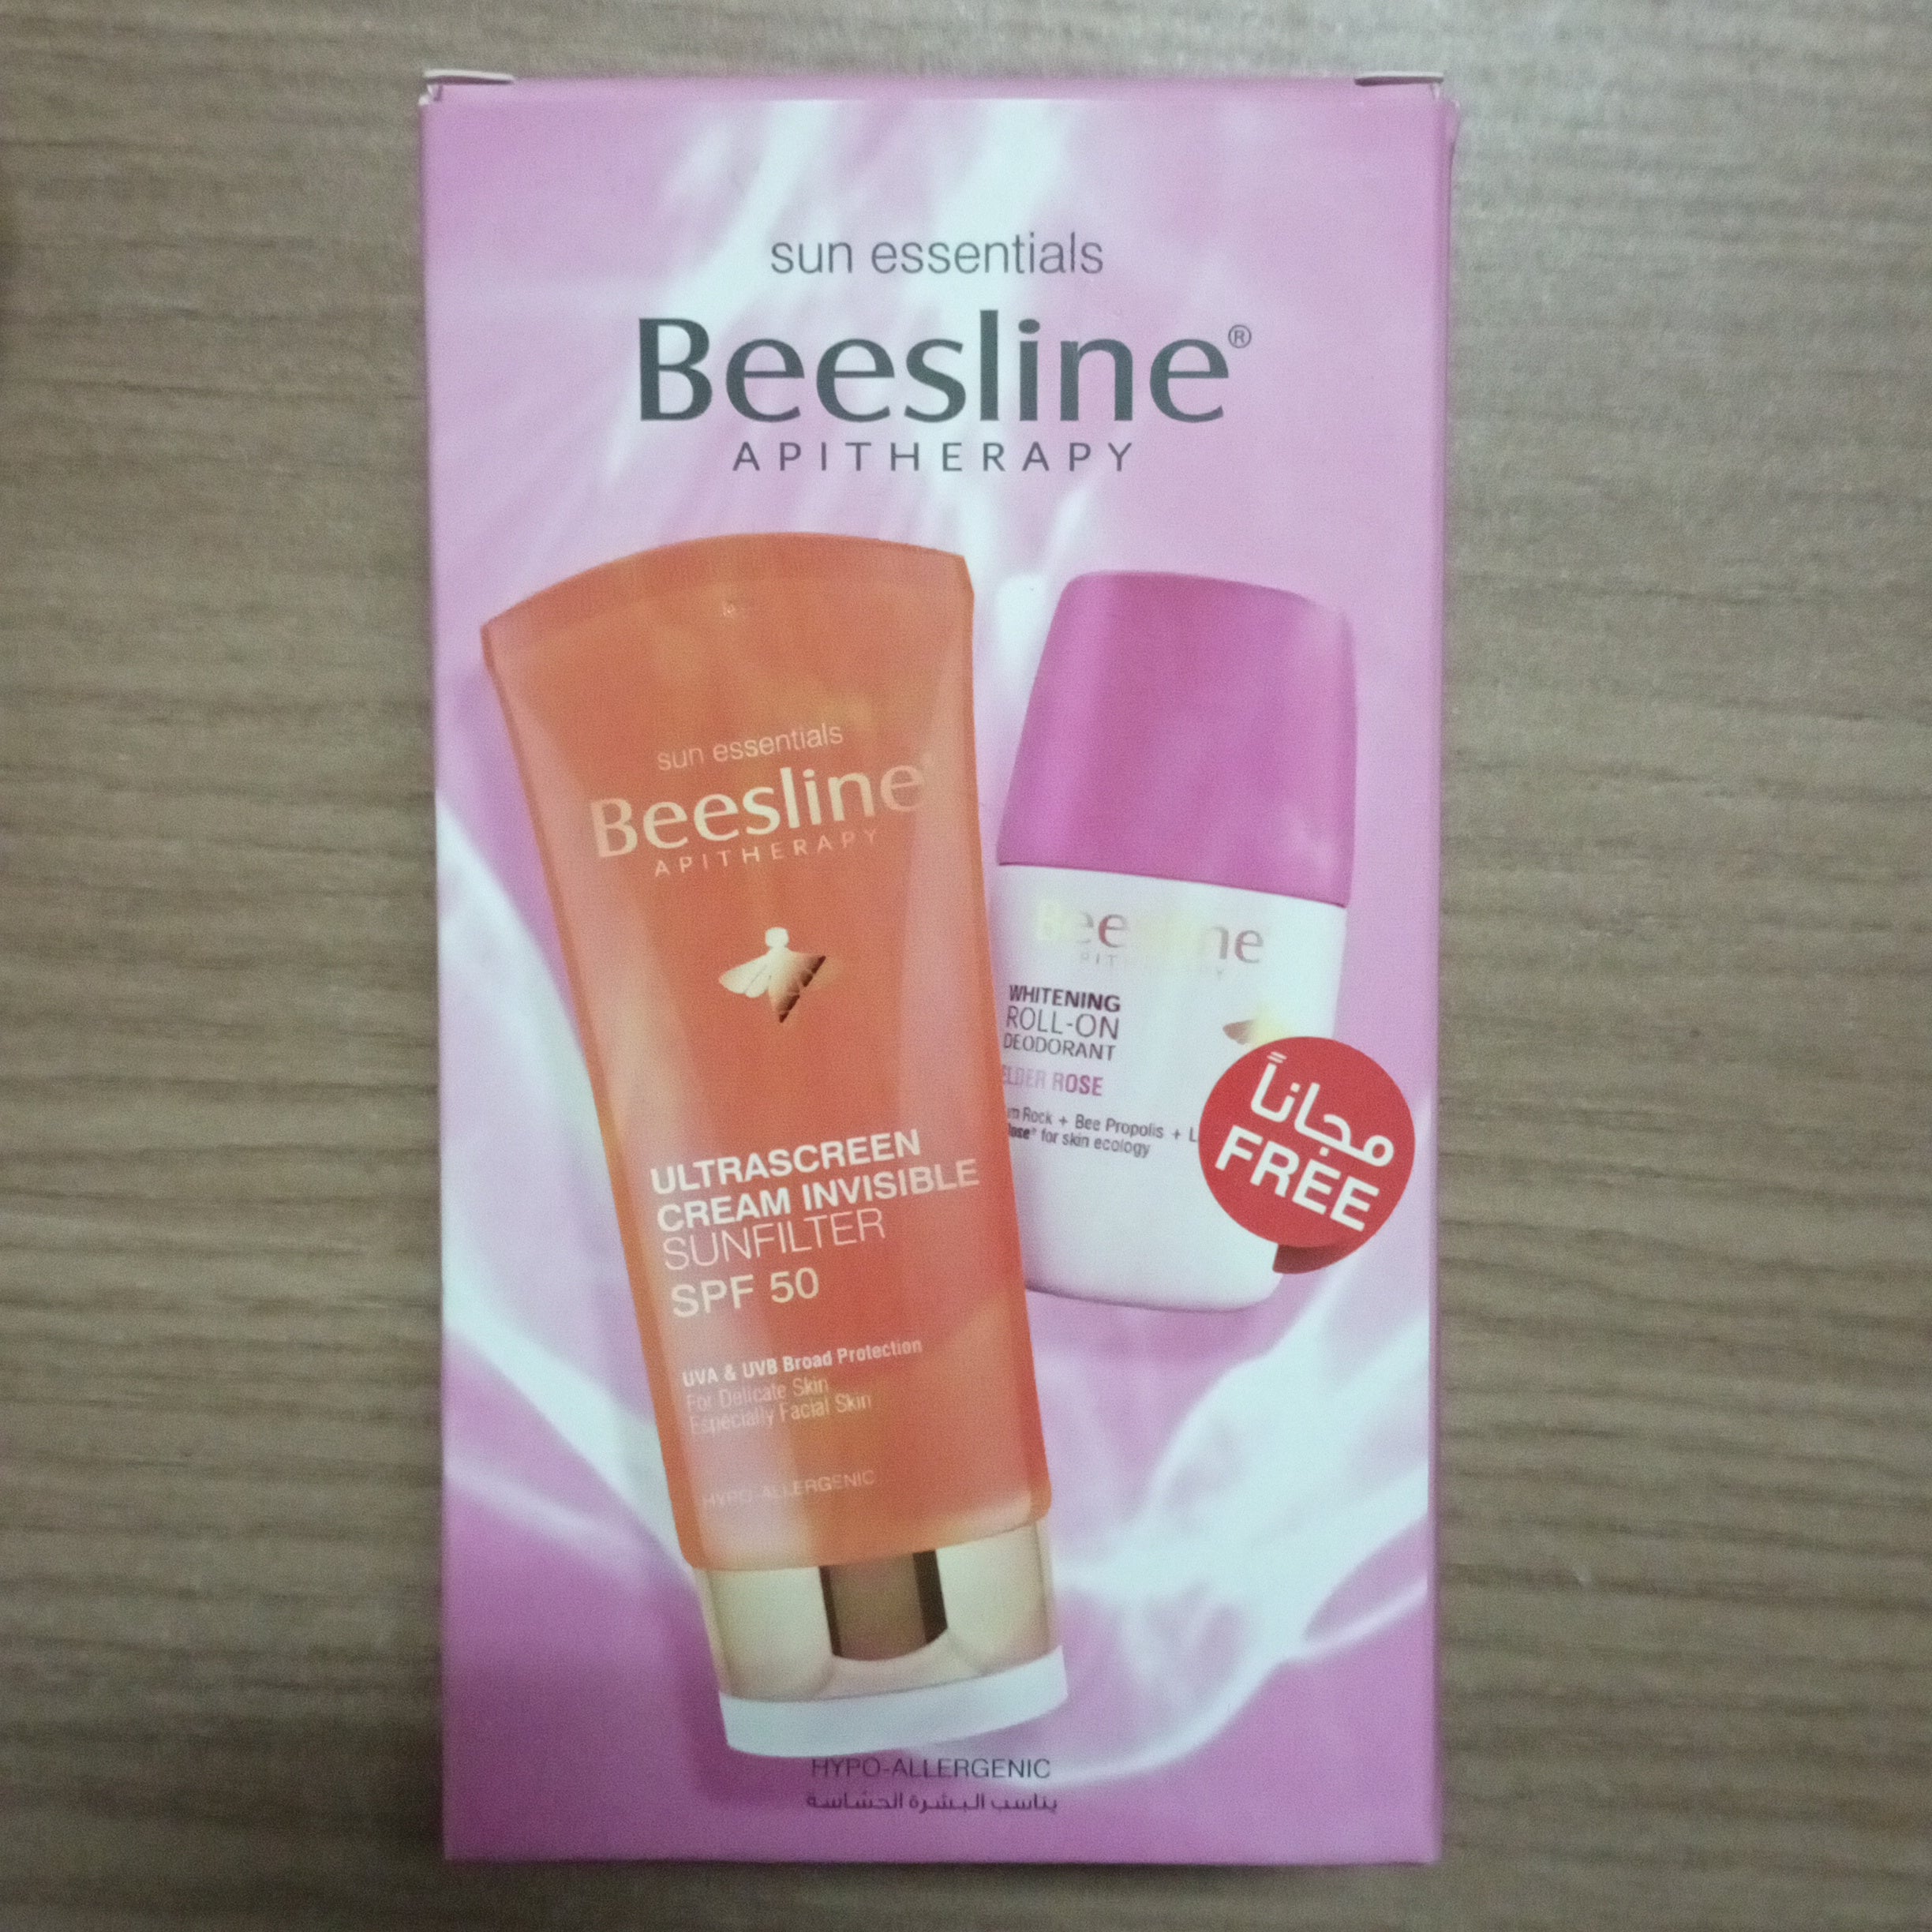 sun essentials
Beesline®
APITHERAPY
sun essentials
Beesline
APITHERAPY
ULTRASCREEN
CREAM INVISIBLE
SUNFILTER
SPF 50
UVA & UVB Broad Protection
For Delicate Skin
Especially Facial Skin
HYPO-ALLERGENIC
Beesline
APITHERAPY
WHITENING
ROLL-ON
DEODORANT
ELDER ROSE
Rock + Bee Propolis +
for skin ecology
مجاناً
FREE
HYPO-ALLERGENIC
يناسب البشرة الحساسة